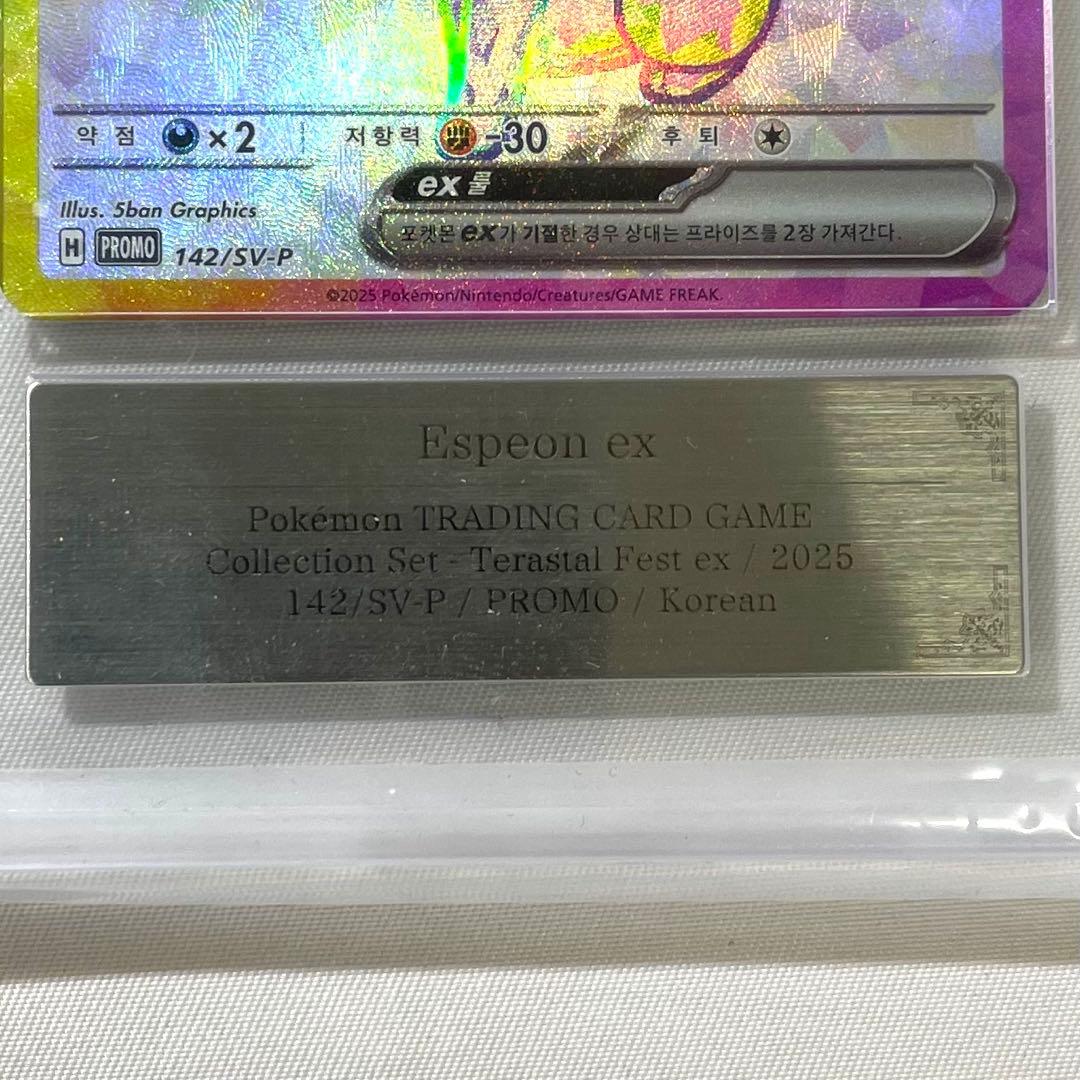 약 점 ×2 저항력 -30 후 퇴
ex 룰
Illus. 5ban Graphics
포켓몬 ex가 기절한 경우 상대는 프라이즈를 2장 가져간다.
H PROMO 142/SV-P
©2025 Pokémon/Nintendo/Creatures/GAME FREAK.
Espeon ex
Pokémon TRADING CARD GAME
Collection Set - Terastal Fest ex / 2025
142/SV-P / PROMO / Korean